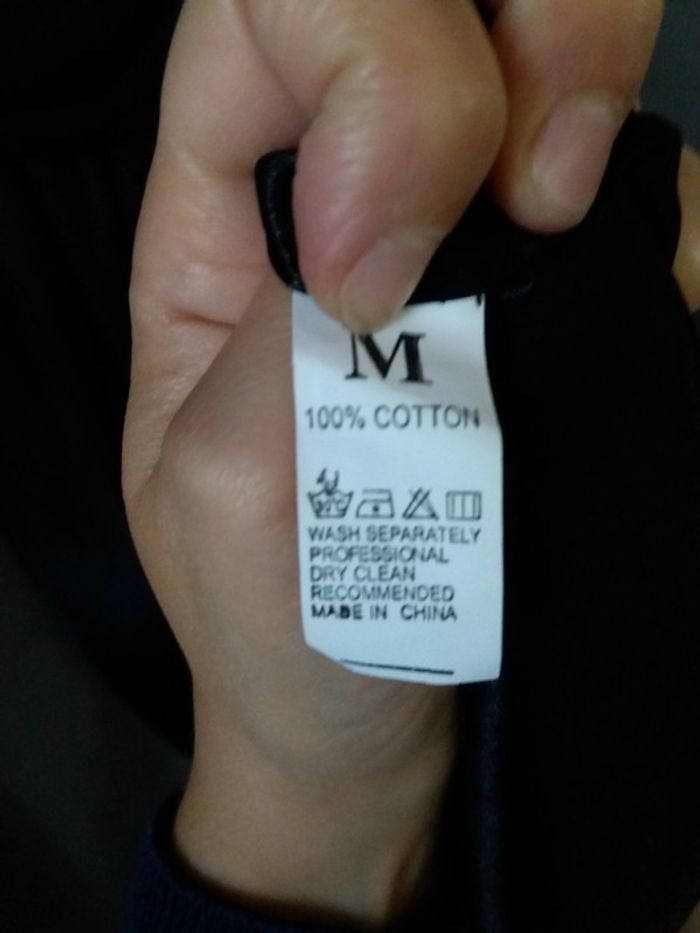 M
100% COTTON
WASH SEPARATELY
PROFESSIONAL
DRY CLEAN
RECOMMENDED
MADE IN CHINA